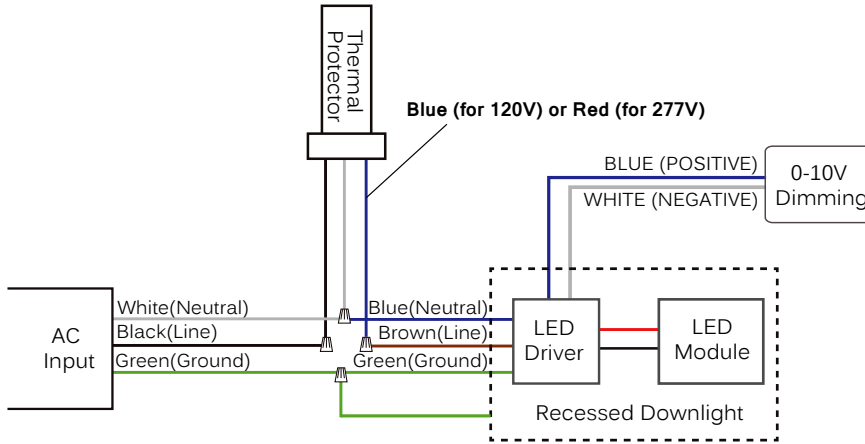 Thermal
Protector
Blue (for 120V) or Red (for 277V)
BLUE (POSITIVE)
WHITE (NEGATIVE)
0-10V
Dimming
AC
Input
White(Neutral)
Black(Line)
Green(Ground)
Blue(Neutral)
Brown(Line)
Green(Ground)
LED
Driver
LED
Module
Recessed Downlight